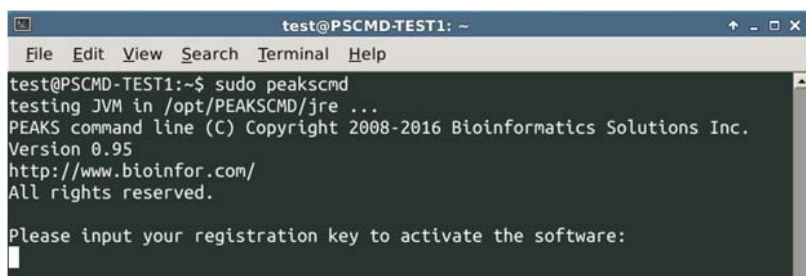 test@PSCMD-TEST1: ~
File Edit View Search Terminal Help
test@PSCMD-TEST1:~$ sudo peakscmd
testing JVM in /opt/PEAKSCMD/jre ...
PEAKS command line (C) Copyright 2008-2016 Bioinformatics Solutions Inc.
Version 0.95
http://www.bioinfor.com/
All rights reserved.
Please input your registration key to activate the software: